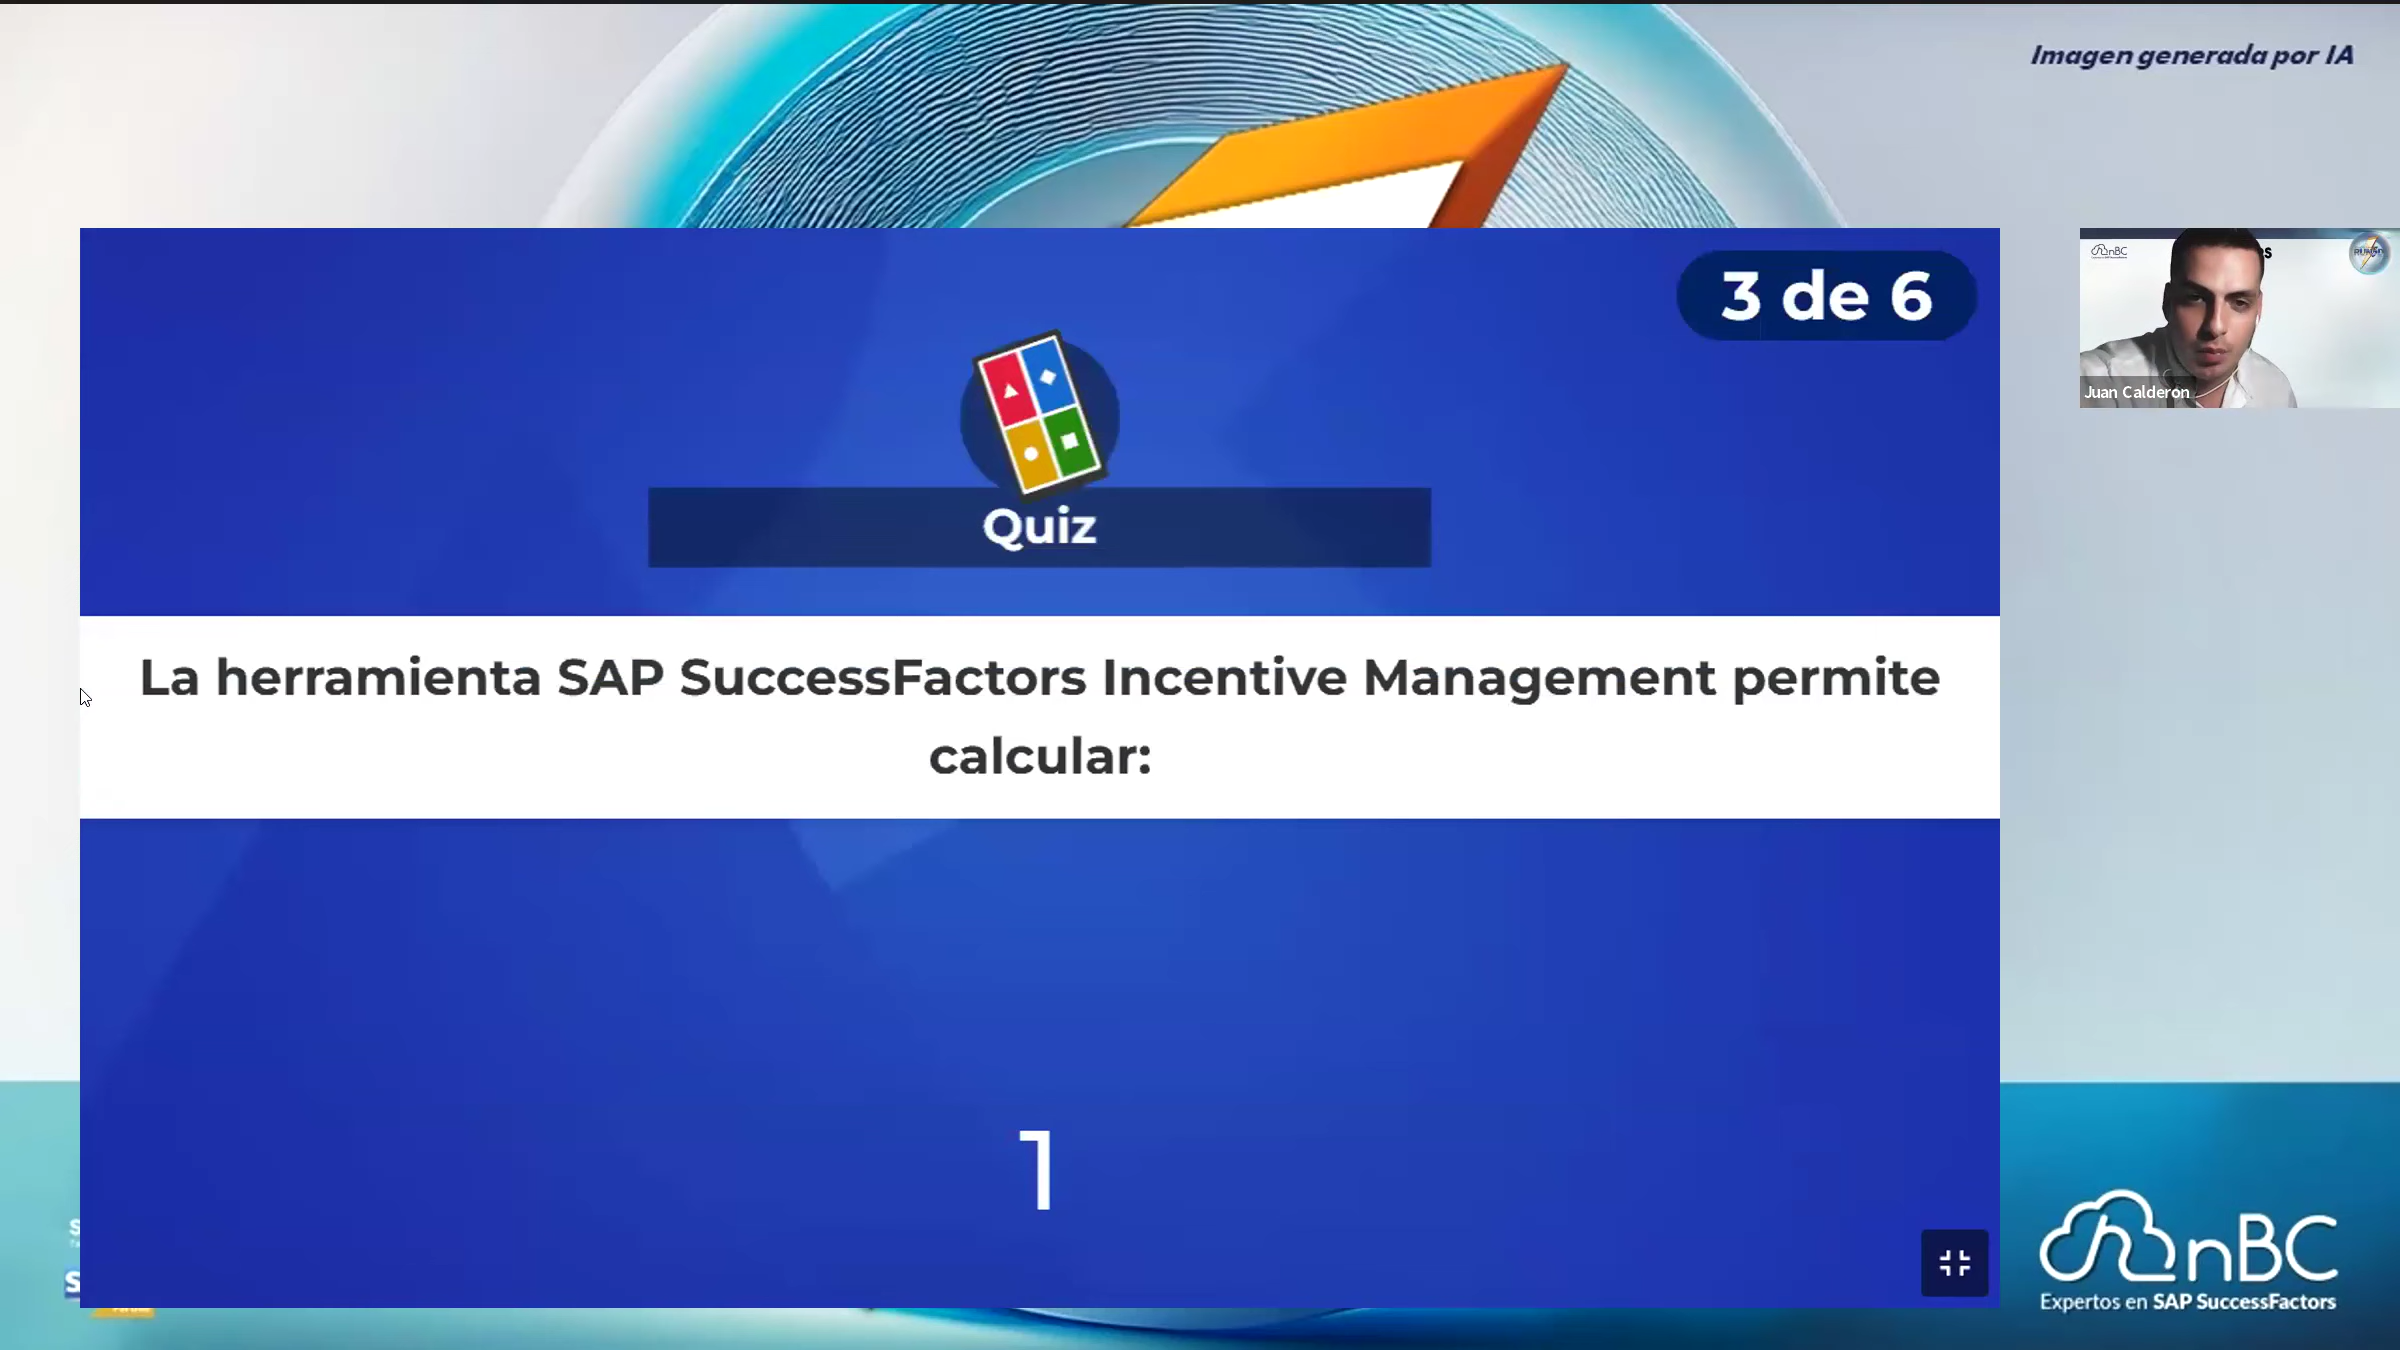 Imagen generada por IA
3 de 6
nBC
Juan Calderon
Quiz
La herramienta SAP SuccessFactors Incentive Management permite
calcular:
1
nBC
Expertos en SAP SuccessFactors